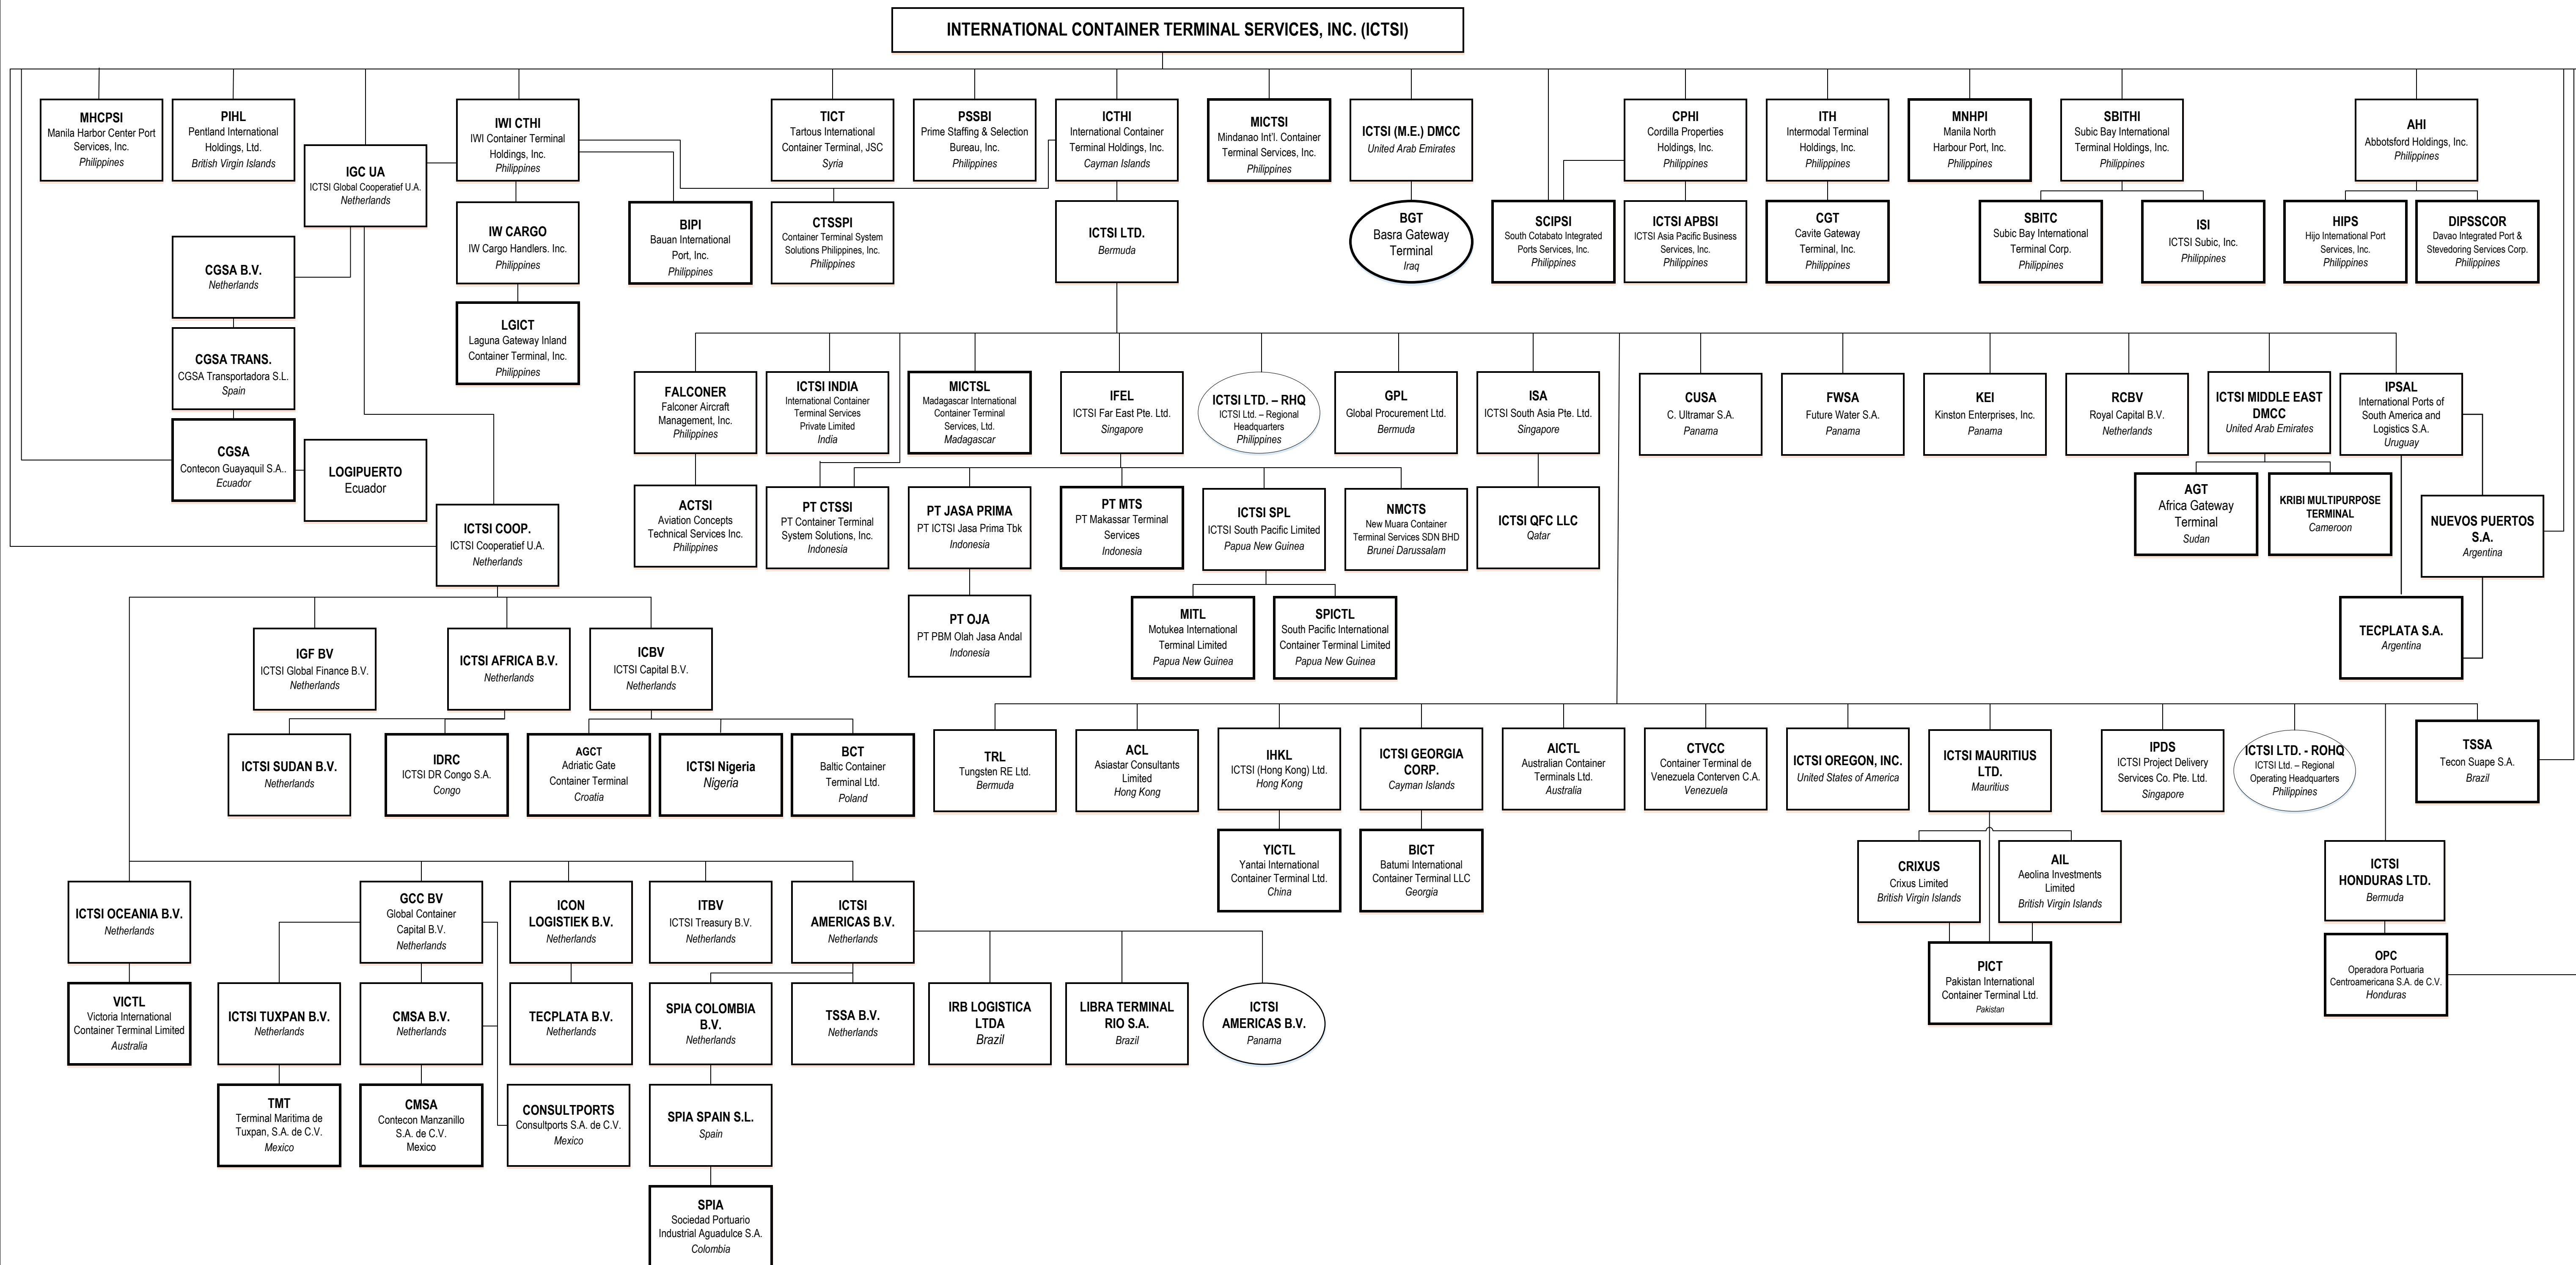 INTERNATIONAL CONTAINER TERMINAL SERVICES, INC. (ICTSI)
MHCPSI
Manila Harbor Center Port
Services, Inc.
Philippines
PIHL
Pentland International
Holdings, Ltd.
British Virgin Islands
IGC UA
ICTSI Global Cooperatief U.A.
Netherlands
IWI CTHI
IWI Container Terminal
Holdings, Inc.
Philippines
TICT
Tartous International
Container Terminal, JSC
Syria
PSSBI
Prime Staffing & Selection
Bureau, Inc.
Philippines
ICTHI
International Container
Terminal Holdings, Inc.
Cayman Islands
MICTSI
Mindanao Int'l. Container
Terminal Services, Inc.
Philippines
ICTSI (M.E.) DMCC
United Arab Emirates
CPHI
Cordilla Properties
Holdings, Inc.
Philippines
ITH
Intermodal Terminal
Holdings, Inc.
Philippines
MNHPI
Manila North
Harbour Port, Inc.
Philippines
SBITHI
Subic Bay International
Terminal Holdings, Inc.
Philippines
AHI
Abbotsford Holdings, Inc.
Philippines
CGSA B.V.
Netherlands
IW CARGO
IW Cargo Handlers. Inc.
Philippines
BIPI
Bauan International
Port, Inc.
Philippines
CTSSPI
Container Terminal System
Solutions Philippines, Inc.
Philippines
ICTSI LTD.
Bermuda
BGT
Basra Gateway
Terminal
Iraq
SCIPSI
South Cotabato Integrated
Ports Services, Inc.
Philippines
ICTSI APBSI
ICTSI Asia Pacific Business
Services, Inc.
Philippines
CGT
Cavite Gateway
Terminal, Inc.
Philippines
SBITC
Subic Bay International
Terminal Corp.
Philippines
ISI
ICTSI Subic, Inc.
Philippines
HIPS
Hijo International Port
Services, Inc.
Philippines
DIPSSCOR
Davao Integrated Port &
Stevedoring Services Corp.
Philippines
CGSA TRANS.
CGSA Transportadora S.L.
Spain
LGICT
Laguna Gateway Inland
Container Terminal, Inc.
Philippines
CGSA
Contecon Guayaquil S.A..
Ecuador
LOGIPUERTO
Ecuador
FALCONER
Falconer Aircraft
Management, Inc.
Philippines
ICTSI INDIA
International Container
Terminal Services
Private Limited
India
MICTSL
Madagascar International
Container Terminal
Services, Ltd.
Madagascar
IFEL
ICTSI Far East Pte. Ltd.
Singapore
ICTSI LTD. – RHQ
ICTSI Ltd. – Regional
Headquarters
Philippines
GPL
Global Procurement Ltd.
Bermuda
ISA
ICTSI South Asia Pte. Ltd.
Singapore
CUSA
C. Ultramar S.A.
Panama
FWSA
Future Water S.A.
Panama
KEI
Kinston Enterprises, Inc.
Panama
RCBV
Royal Capital B.V.
Netherlands
ICTSI MIDDLE EAST
DMCC
United Arab Emirates
IPSAL
International Ports of
South America and
Logistics S.A.
Uruguay
ICTSI COOP.
ICTSI Cooperatief U.A.
Netherlands
ACTSI
Aviation Concepts
Technical Services Inc.
Philippines
PT CTSSI
PT Container Terminal
System Solutions, Inc.
Indonesia
PT JASA PRIMA
PT ICTSI Jasa Prima Tbk
Indonesia
PT MTS
PT Makassar Terminal
Services
Indonesia
ICTSI SPL
ICTSI South Pacific Limited
Papua New Guinea
NMCTS
New Muara Container
Terminal Services SDN BHD
Brunei Darussalam
ICTSI QFC LLC
Qatar
AGT
Africa Gateway
Terminal
Sudan
KRIBI MULTIPURPOSE
TERMINAL
Cameroon
NUEVOS PUERTOS
S.A.
Argentina
PT OJA
PT PBM Olah Jasa Andal
Indonesia
MITL
Motukea International
Terminal Limited
Papua New Guinea
SPICTL
South Pacific International
Container Terminal Limited
Papua New Guinea
TECPLATA S.A.
Argentina
IGF BV
ICTSI Global Finance B.V.
Netherlands
ICTSI AFRICA B.V.
Netherlands
ICBV
ICTSI Capital B.V.
Netherlands
ICTSI SUDAN B.V.
Netherlands
IDRC
ICTSI DR Congo S.A.
Congo
AGCT
Adriatic Gate
Container Terminal
Croatia
ICTSI Nigeria
Nigeria
BCT
Baltic Container
Terminal Ltd.
Poland
TRL
Tungsten RE Ltd.
Bermuda
ACL
Asiastar Consultants
Limited
Hong Kong
IHKL
ICTSI (Hong Kong) Ltd.
Hong Kong
ICTSI GEORGIA
CORP.
Cayman Islands
AICTL
Australian Container
Terminals Ltd.
Australia
CTVCC
Container Terminal de
Venezuela Conterven C.A.
Venezuela
ICTSI OREGON, INC.
United States of America
ICTSI MAURITIUS
LTD.
Mauritius
IPDS
ICTSI Project Delivery
Services Co. Pte. Ltd.
Singapore
ICTSI LTD. - ROHQ
ICTSI Ltd. – Regional
Operating Headquarters
Philippines
TSSA
Tecon Suape S.A.
Brazil
YICTL
Yantai International
Container Terminal Ltd.
China
BICT
Batumi International
Container Terminal LLC
Georgia
CRIXUS
Crixus Limited
British Virgin Islands
AIL
Aeolina Investments
Limited
British Virgin Islands
ICTSI
HONDURAS LTD.
Bermuda
ICTSI OCEANIA B.V.
Netherlands
GCC BV
Global Container
Capital B.V.
Netherlands
ICON
LOGISTIEK B.V.
Netherlands
ITBV
ICTSI Treasury B.V.
Netherlands
ICTSI
AMERICAS B.V.
Netherlands
PICT
Pakistan International
Container Terminal Ltd.
Pakistan
OPC
Operadora Portuaria
Centroamericana S.A. de C.V.
Honduras
VICTL
Victoria International
Container Terminal Limited
Australia
ICTSI TUXPAN B.V.
Netherlands
CMSA B.V.
Netherlands
TECPLATA B.V.
Netherlands
SPIA COLOMBIA
B.V.
Netherlands
TSSA B.V.
Netherlands
IRB LOGISTICA
LTDA
Brazil
LIBRA TERMINAL
RIO S.A.
Brazil
ICTSI
AMERICAS B.V.
Panama
TMT
Terminal Maritima de
Tuxpan, S.A. de C.V.
Mexico
CMSA
Contecon Manzanillo
S.A. de C.V.
Mexico
CONSULTPORTS
Consultports S.A. de C.V.
Mexico
SPIA SPAIN S.L.
Spain
SPIA
Sociedad Portuario
Industrial Aguadulce S.A.
Colombia